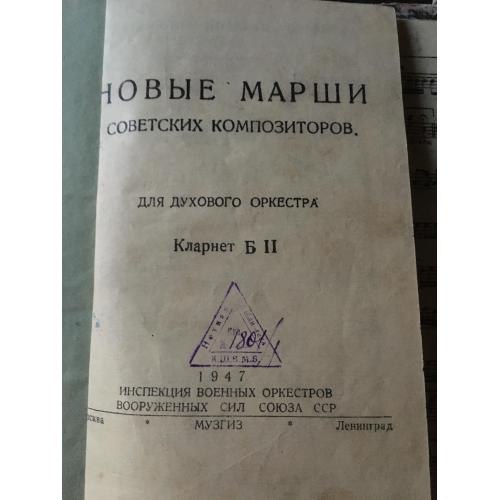 НОВЫЕ МАРШИ
СОВЕТСКИХ КОМПОЗИТОРОВ.
ДЛЯ ДУХОВОГО ОРКЕСТРА
Кларнет Б II
1947
ИНСПЕКЦИЯ ВОЕННЫХ ОРКЕСТРОВ
ВООРУЖЕННЫХ СИЛ СОЮЗА ССР
* МУЗГИЗ * Ленинград